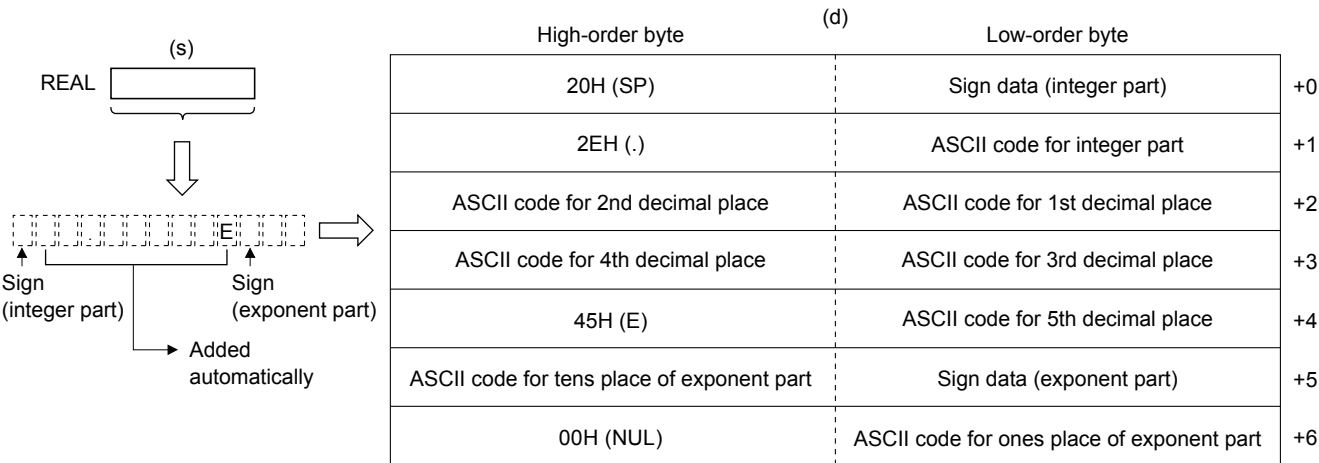 (d)
High-order byte Low-order byte
(s)
REAL
20H (SP) Sign data (integer part) +0
2EH (.) ASCII code for integer part +1
ASCII code for 2nd decimal place ASCII code for 1st decimal place +2
. E
ASCII code for 4th decimal place ASCII code for 3rd decimal place +3
Sign
(integer part)
Sign
(exponent part)
45H (E) ASCII code for 5th decimal place +4
Added
automatically
ASCII code for tens place of exponent part Sign data (exponent part) +5
00H (NUL) ASCII code for ones place of exponent part +6